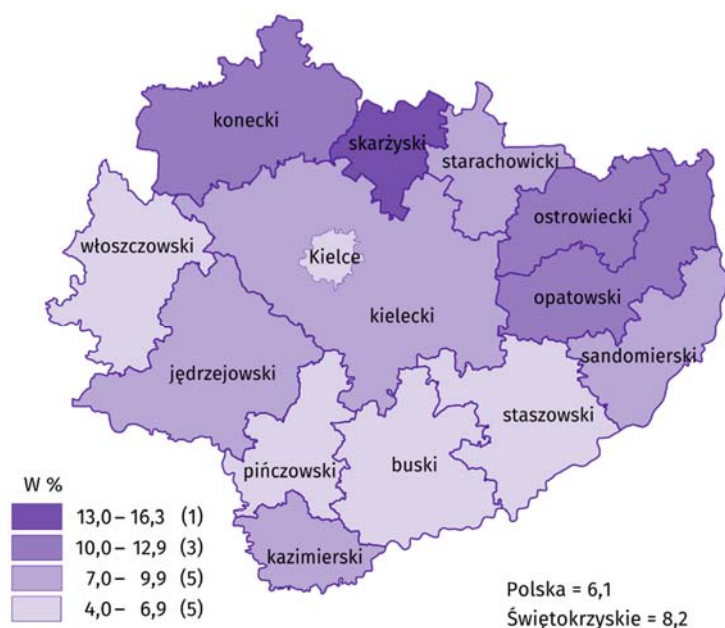 konecki
skarżyski
starachowicki
ostrowiecki
włoszczowski
Kielce
opatowski
kielecki
sandomierski
jędrzejowski
staszowski
pińczowski
buski
kazimierski
W %
13,0 – 16,3 (1)
10,0 – 12,9 (3)
7,0 – 9,9 (5)
4,0 – 6,9 (5)
Polska = 6,1
Świętokrzyskie = 8,2